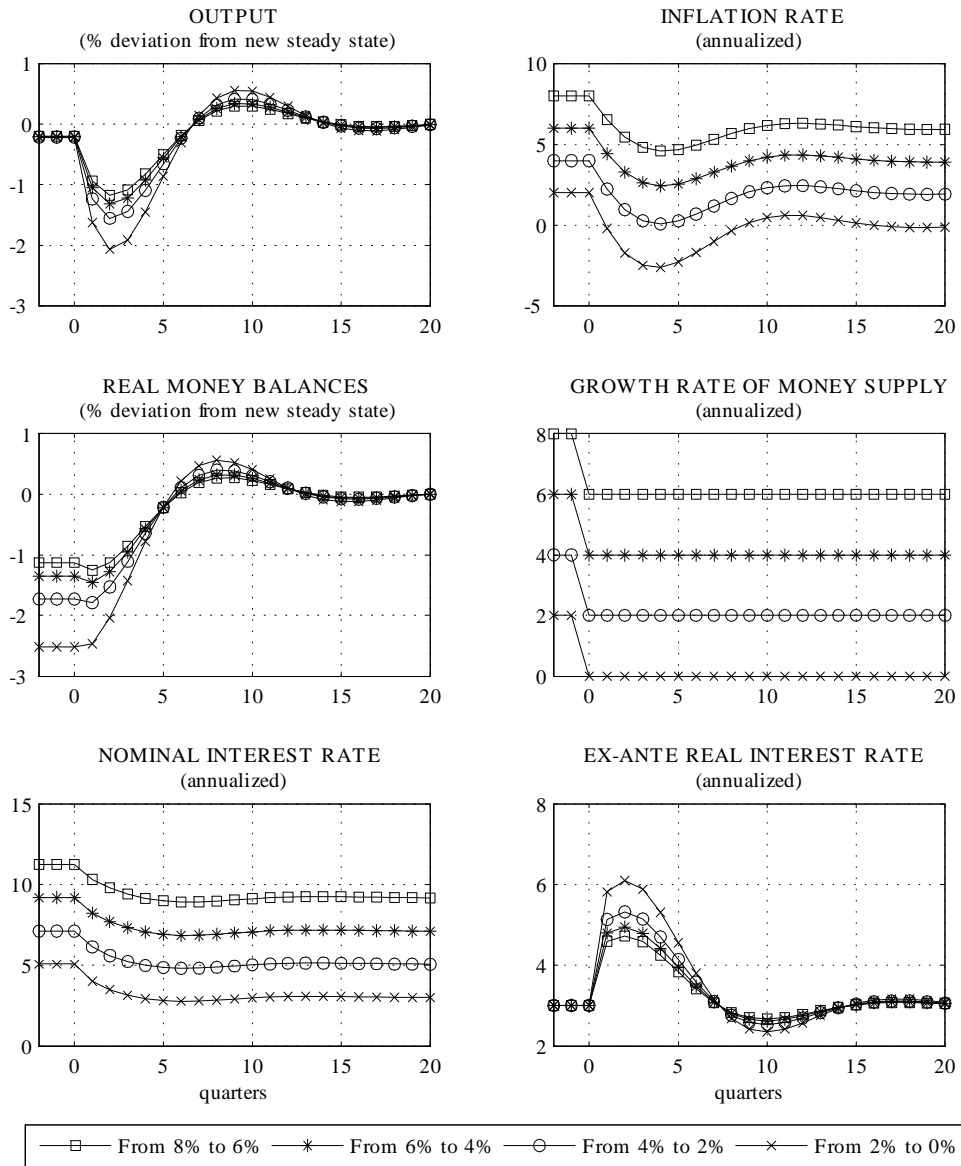 OUTPUT
(% deviation from new steady state)
1
0
-1
-2
-3
0 5 10 15 20
INFLATION RATE
(annualized)
10
5
0
-5
0 5 10 15 20
REAL MONEY BALANCES
(% deviation from new steady state)
1
0
-1
-2
-3
0 5 10 15 20
GROWTH RATE OF MONEY SUPPLY
(annualized)
8
6
4
2
0
0 5 10 15 20
NOMINAL INTEREST RATE
(annualized)
15
10
5
0
0 5 10 15 20
quarters
EX-ANTE REAL INTEREST RATE
(annualized)
8
6
4
2
0 5 10 15 20
quarters
From 8% to 6% From 6% to 4% From 4% to 2% From 2% to 0%